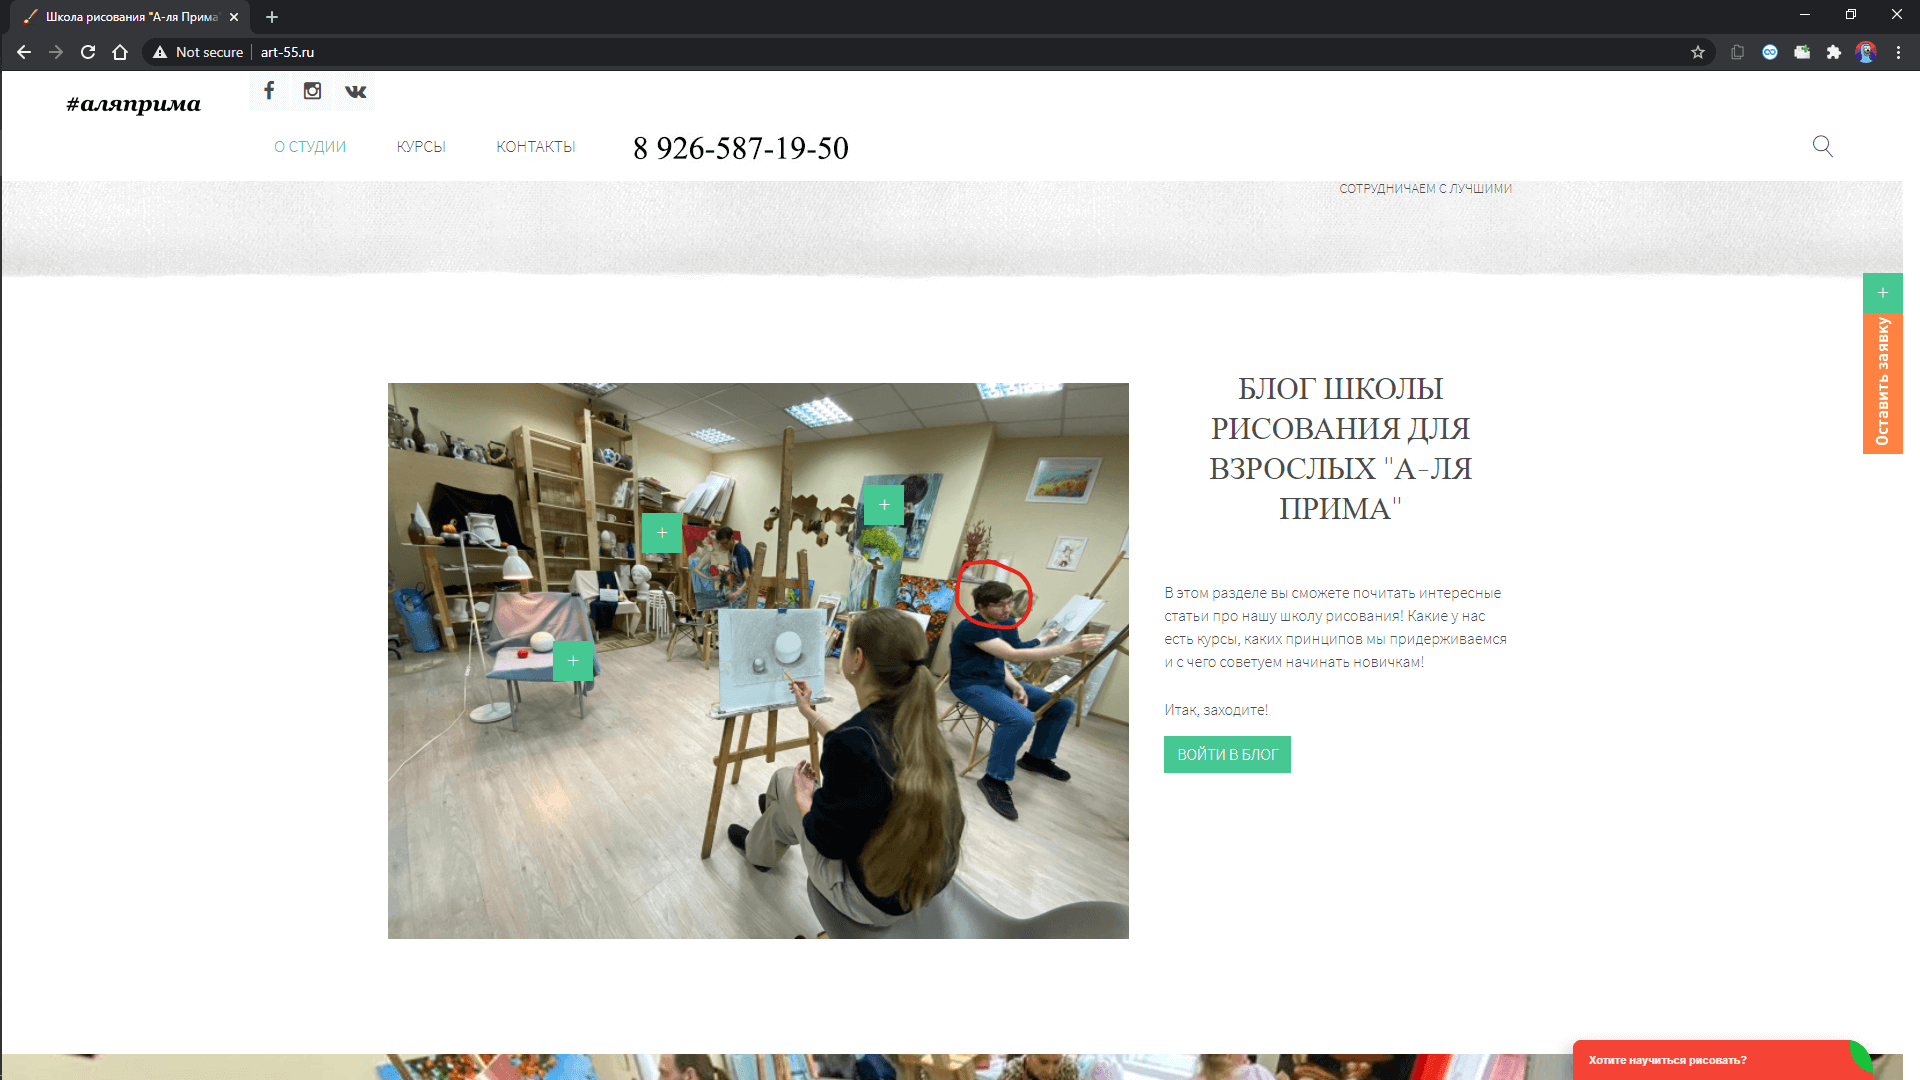 Школа рисования "А-ля Прима"
Not secure
art-55.ru
#аляприма
О СТУДИИ
КУРСЫ
КОНТАКТЫ
8 926-587-19-50
СОТРУДНИЧАЕМ С ЛУЧШИМИ
Оставить заявку
БЛОГ ШКОЛЫ
РИСОВАНИЯ ДЛЯ
ВЗРОСЛЫХ "А-ЛЯ
ПРИМА"
В этом разделе вы сможете почитать интересные
статьи про нашу школу рисования! Какие у нас
есть курсы, каких принципов мы придерживаемся
и с чего советуем начинать новичкам!
Итак, заходите!
ВОЙТИ В БЛОГ
Хотите научиться рисовать?